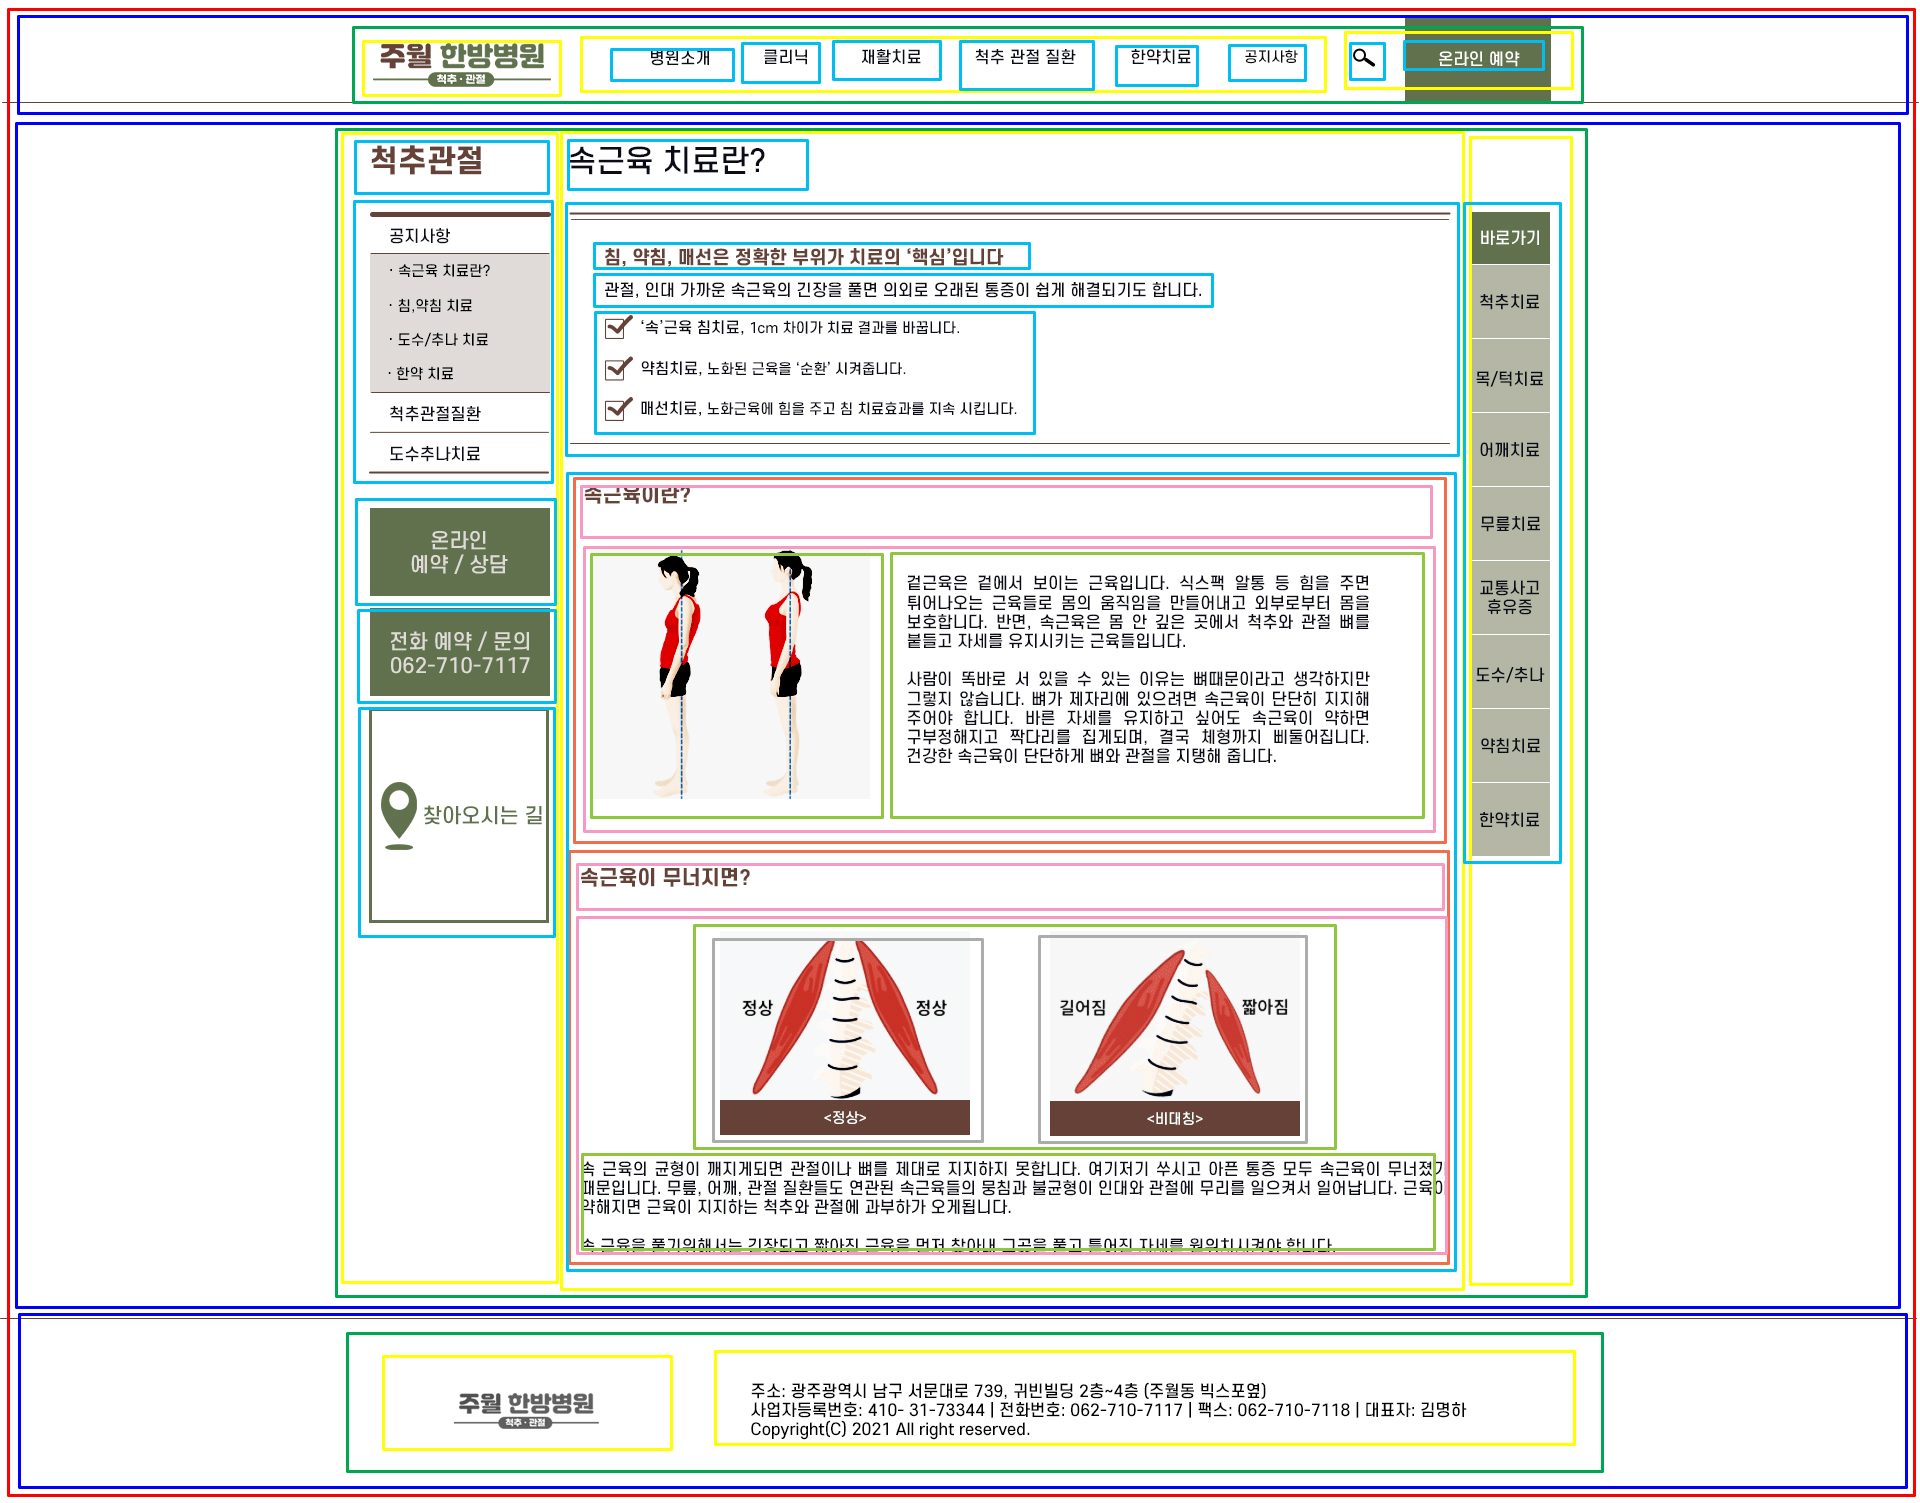 주월 한방병원
척추·관절
병원소개 클리닉 재활치료 척추 관절 질환 한약치료 공지사항 온라인 예약
척추관절
공지사항
· 속근육 치료란?
· 침,약침 치료
· 도수/추나 치료
· 한약 치료
척추관절질환
도수추나치료
온라인
예약 / 상담
전화 예약 / 문의
062-710-7117
찾아오시는 길
속근육 치료란?
침, 약침, 매선은 정확한 부위가 치료의 ‘핵심’입니다
관절, 인대 가까운 속근육의 긴장을 풀면 의외로 오래된 통증이 쉽게 해결되기도 합니다.
‘속’근육 침치료, 1cm 차이가 치료 결과를 바꿉니다.
약침치료, 노화된 근육을 ‘순환’ 시켜줍니다.
매선치료, 노화근육에 힘을 주고 침 치료효과를 지속 시킵니다.
속근육이란?
겉근육은 겉에서 보이는 근육입니다. 식스팩 알통 등 힘을 주면
튀어나오는 근육들로 몸의 움직임을 만들어내고 외부로부터 몸을
보호합니다. 반면, 속근육은 몸 안 깊은 곳에서 척추와 관절 뼈를
붙들고 자세를 유지시키는 근육들입니다.
사람이 똑바로 서 있을 수 있는 이유는 뼈때문이라고 생각하지만
그렇지 않습니다. 뼈가 제자리에 있으려면 속근육이 단단히 지지해
주어야 합니다. 바른 자세를 유지하고 싶어도 속근육이 약하면
구부정해지고 짝다리를 집게되며, 결국 체형까지 삐둘어집니다.
건강한 속근육이 단단하게 뼈와 관절을 지탱해 줍니다.
속근육이 무너지면?
정상 정상
<정상>
길어짐 짧아짐
<비대칭>
속 근육의 균형이 깨지게되면 관절이나 뼈를 제대로 지지하지 못합니다. 여기저기 쑤시고 아픈 통증 모두 속근육이 무너졌기
때문입니다. 무릎, 어깨, 관절 질환들도 연관된 속근육들의 뭉침과 불균형이 인대와 관절에 무리를 일으켜서 일어납니다. 근육이
약해지면 근육이 지지하는 척추와 관절에 과부하가 오게됩니다.
속 근육을 풀기위해서는 긴장되고 짧아진 근육을 먼저 찾아내 그곳을 풀고 틀어진 자세를 원위치시켜야 합니다.
바로가기
척추치료
목/턱치료
어깨치료
무릎치료
교통사고
휴유증
도수/추나
약침치료
한약치료
주월 한방병원
척추·관절
주소: 광주광역시 남구 서문대로 739, 귀빈빌딩 2층~4층 (주월동 빅스포옆)
사업자등록번호: 410- 31-73344 | 전화번호: 062-710-7117 | 팩스: 062-710-7118 | 대표자: 김명하
Copyright(C) 2021 All right reserved.